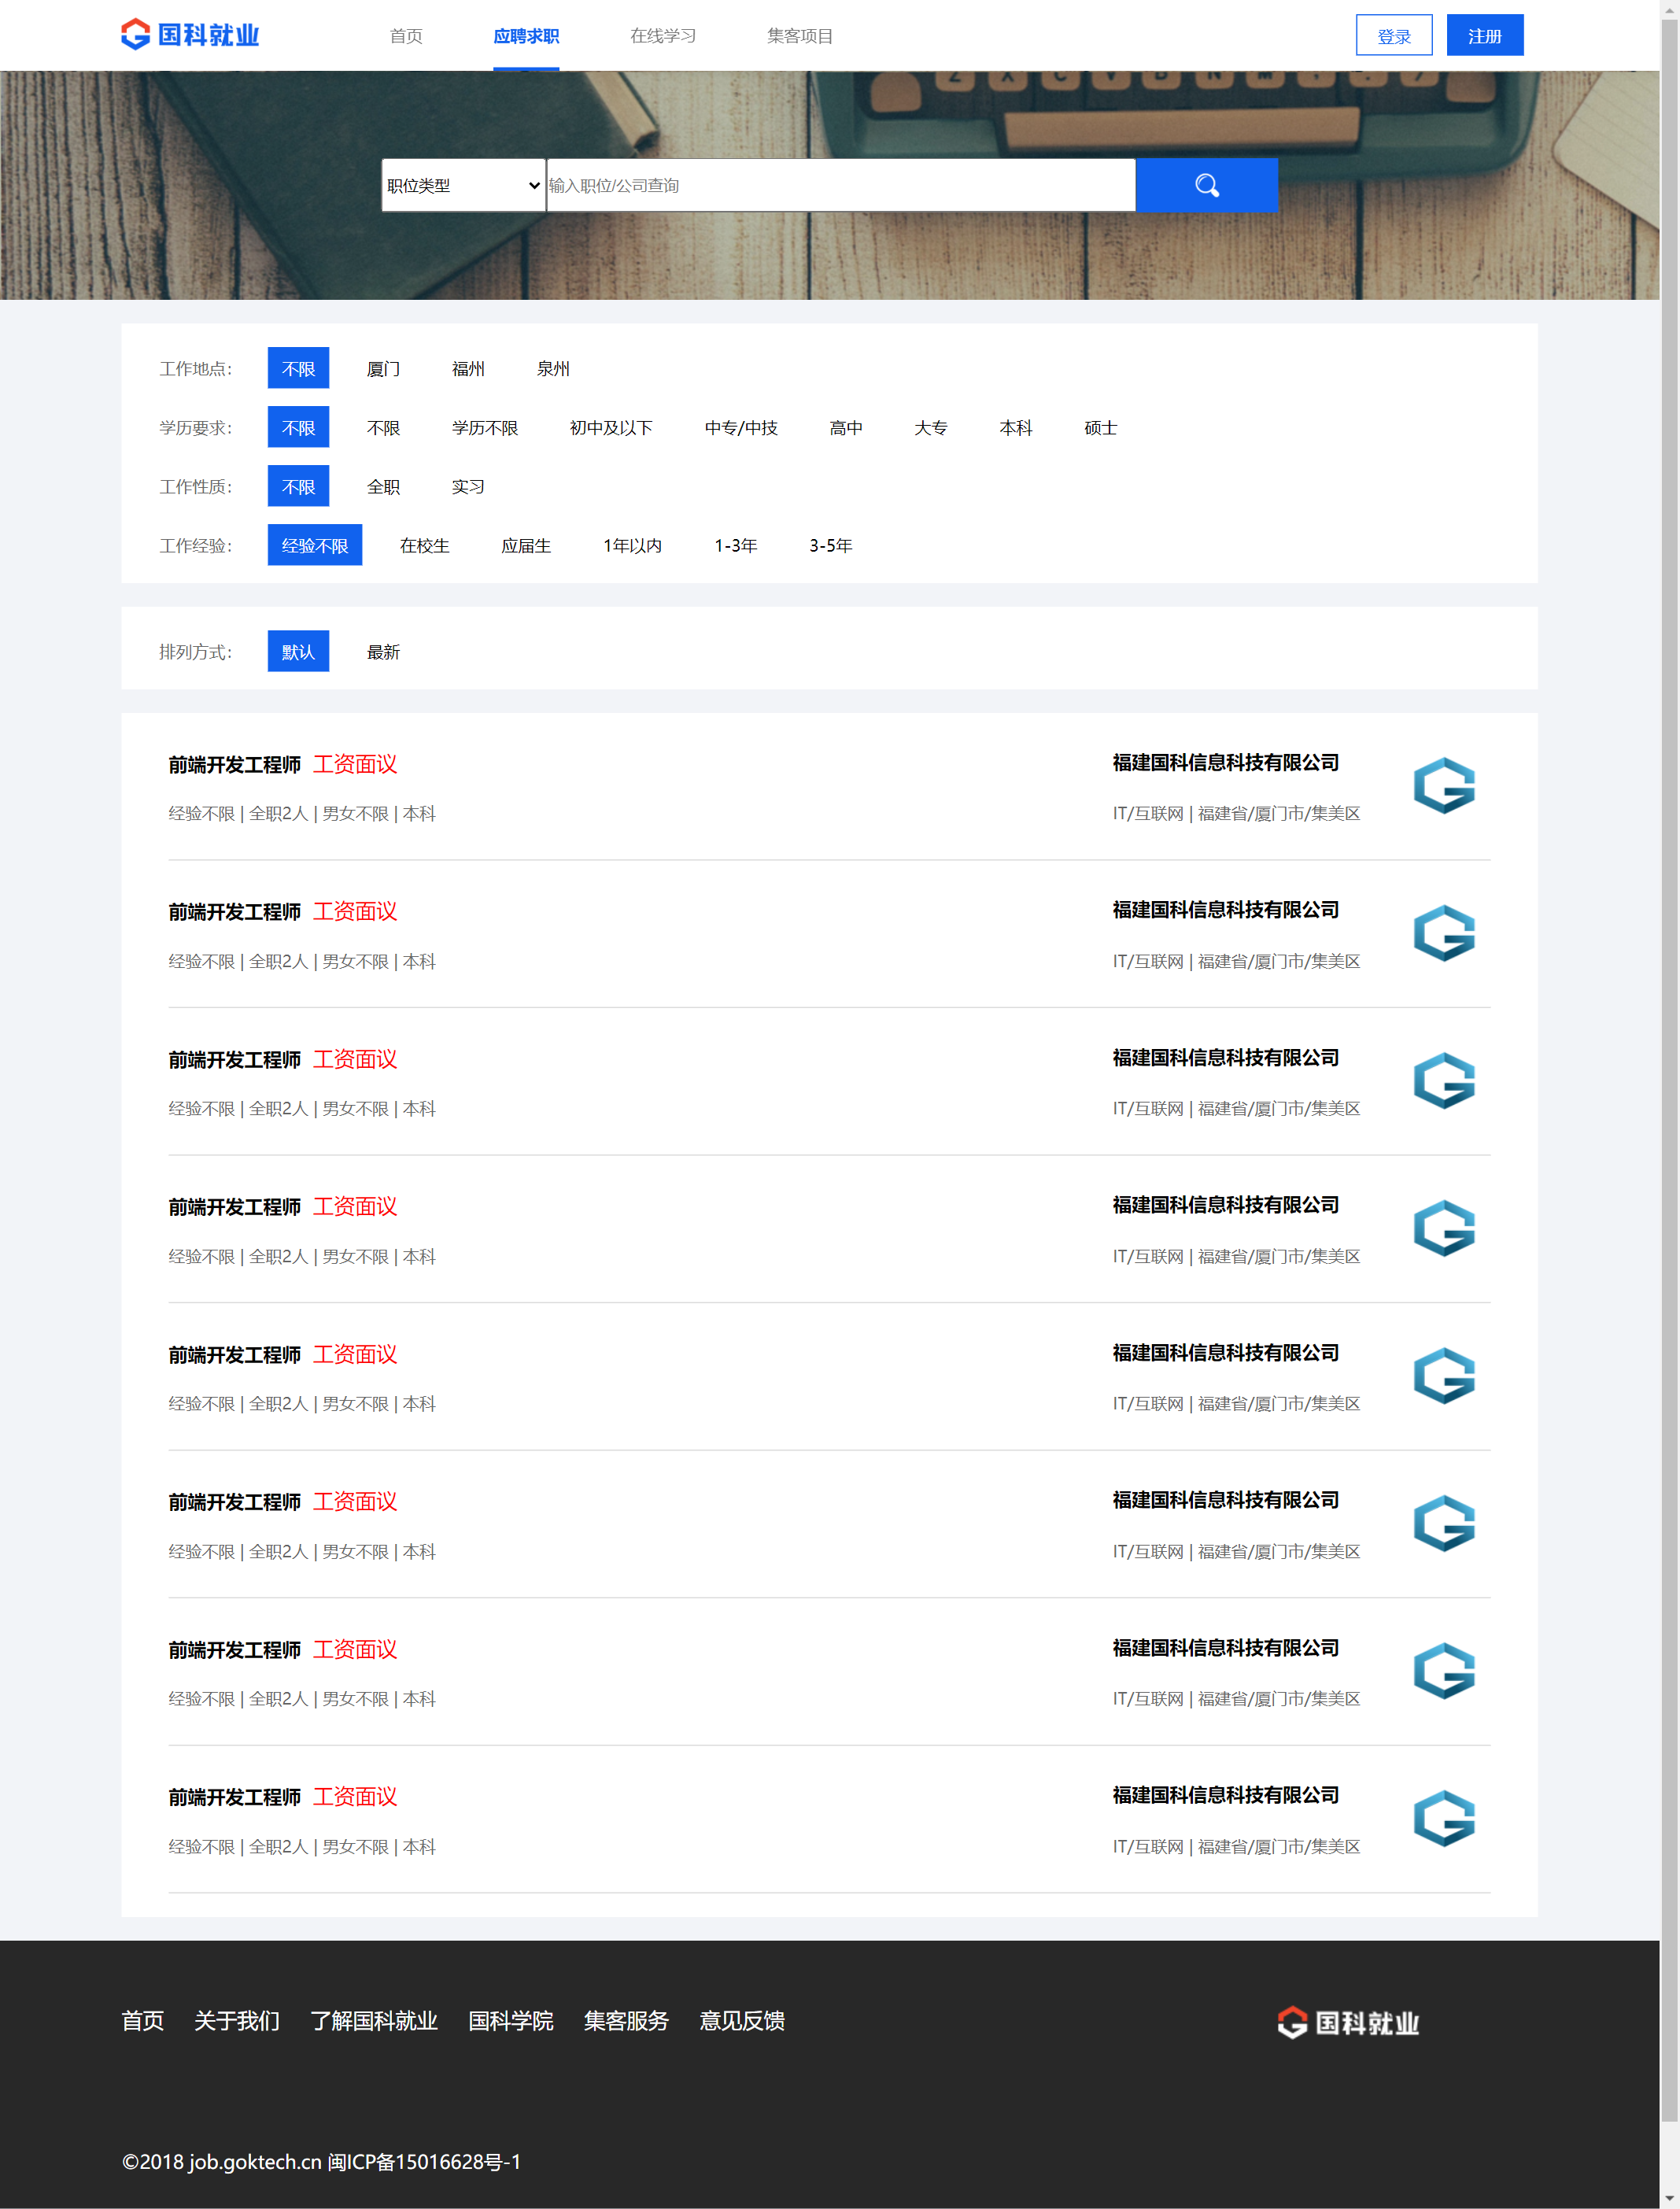 国科就业 首页 应聘求职 在线学习 集客项目 登录 注册
Z X C V B N M
职位类型 输入职位/公司查询
工作地点： 不限 厦门 福州 泉州
学历要求： 不限 不限 学历不限 初中及以下 中专/中技 高中 大专 本科 硕士
工作性质： 不限 全职 实习
工作经验： 经验不限 在校生 应届生 1年以内 1-3年 3-5年
排列方式： 默认 最新
前端开发工程师 工资面议 福建国科信息科技有限公司
经验不限 | 全职2人 | 男女不限 | 本科 IT/互联网 | 福建省/厦门市/集美区
前端开发工程师 工资面议 福建国科信息科技有限公司
经验不限 | 全职2人 | 男女不限 | 本科 IT/互联网 | 福建省/厦门市/集美区
前端开发工程师 工资面议 福建国科信息科技有限公司
经验不限 | 全职2人 | 男女不限 | 本科 IT/互联网 | 福建省/厦门市/集美区
前端开发工程师 工资面议 福建国科信息科技有限公司
经验不限 | 全职2人 | 男女不限 | 本科 IT/互联网 | 福建省/厦门市/集美区
前端开发工程师 工资面议 福建国科信息科技有限公司
经验不限 | 全职2人 | 男女不限 | 本科 IT/互联网 | 福建省/厦门市/集美区
前端开发工程师 工资面议 福建国科信息科技有限公司
经验不限 | 全职2人 | 男女不限 | 本科 IT/互联网 | 福建省/厦门市/集美区
前端开发工程师 工资面议 福建国科信息科技有限公司
经验不限 | 全职2人 | 男女不限 | 本科 IT/互联网 | 福建省/厦门市/集美区
前端开发工程师 工资面议 福建国科信息科技有限公司
经验不限 | 全职2人 | 男女不限 | 本科 IT/互联网 | 福建省/厦门市/集美区
首页 关于我们 了解国科就业 国科学院 集客服务 意见反馈 国科就业
©2018 job.goktech.cn 闽ICP备15016628号-1